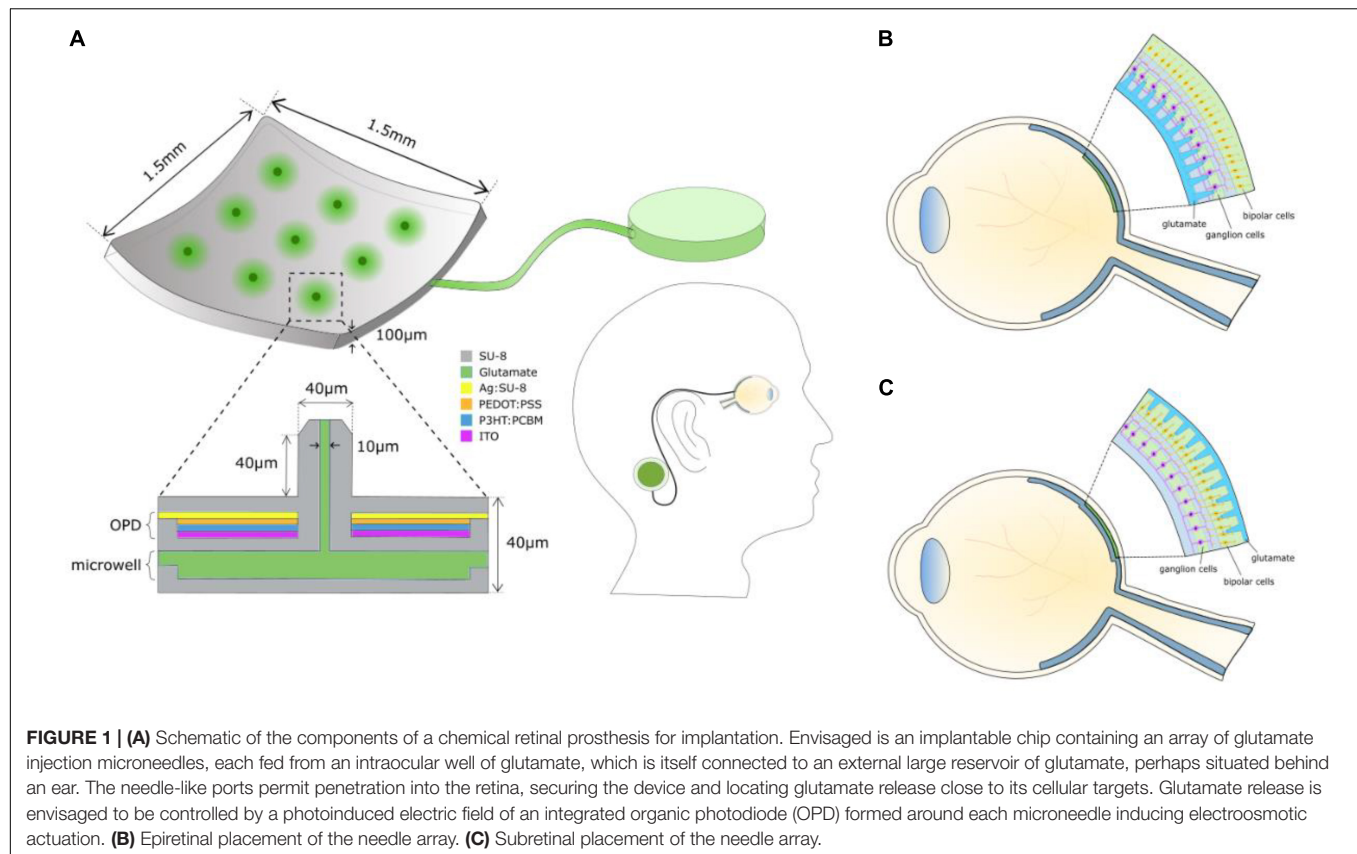 A
1.5mm
1.5mm
100µm
SU-8
Glutamate
Ag:SU-8
PEDOT:PSS
P3HT:PCBM
ITO
40µm
10µm
40µm
OPD
microwell
40µm
B
glutamate
ganglion cells
bipolar cells
C
glutamate
ganglion cells
bipolar cells
FIGURE 1 | (A) Schematic of the components of a chemical retinal prosthesis for implantation. Envisaged is an implantable chip containing an array of glutamate
injection microneedles, each fed from an intraocular well of glutamate, which is itself connected to an external large reservoir of glutamate, perhaps situated behind
an ear. The needle-like ports permit penetration into the retina, securing the device and locating glutamate release close to its cellular targets. Glutamate release is
envisaged to be controlled by a photoinduced electric field of an integrated organic photodiode (OPD) formed around each microneedle inducing electroosmotic
actuation. (B) Epiretinal placement of the needle array. (C) Subretinal placement of the needle array.